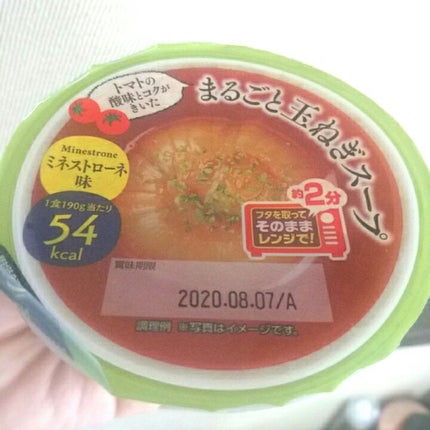 トマトの
酸味とコクが
きいた
まるごと玉ねぎスープ
Minestrone
ミネストローネ
味
1食190g当たり
54
kcal
約2分
フタを取って
そのまま
レンジで!
賞味期限
2020.08.07/A
調理例 ※写真はイメージです。